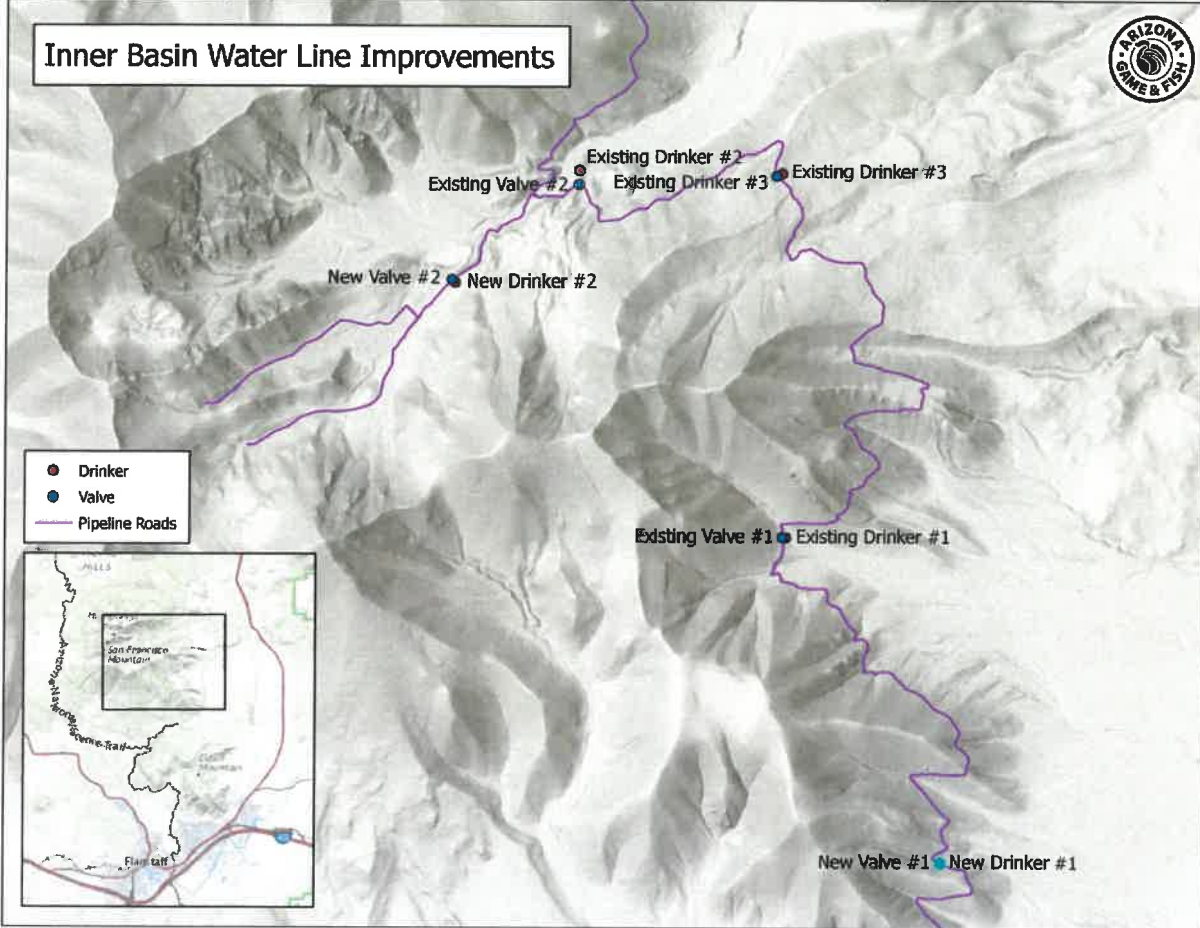 Inner Basin Water Line Improvements
ARIZONA
GAME & FISH
Existing Drinker #2
Existing Valve #2
Existing Drinker #3
Existing Drinker #3
New Valve #2
New Drinker #2
Drinker
Valve
Pipeline Roads
Existing Valve #1
Existing Drinker #1
San Francisco
Mountain
Flagstaff
New Valve #1
New Drinker #1